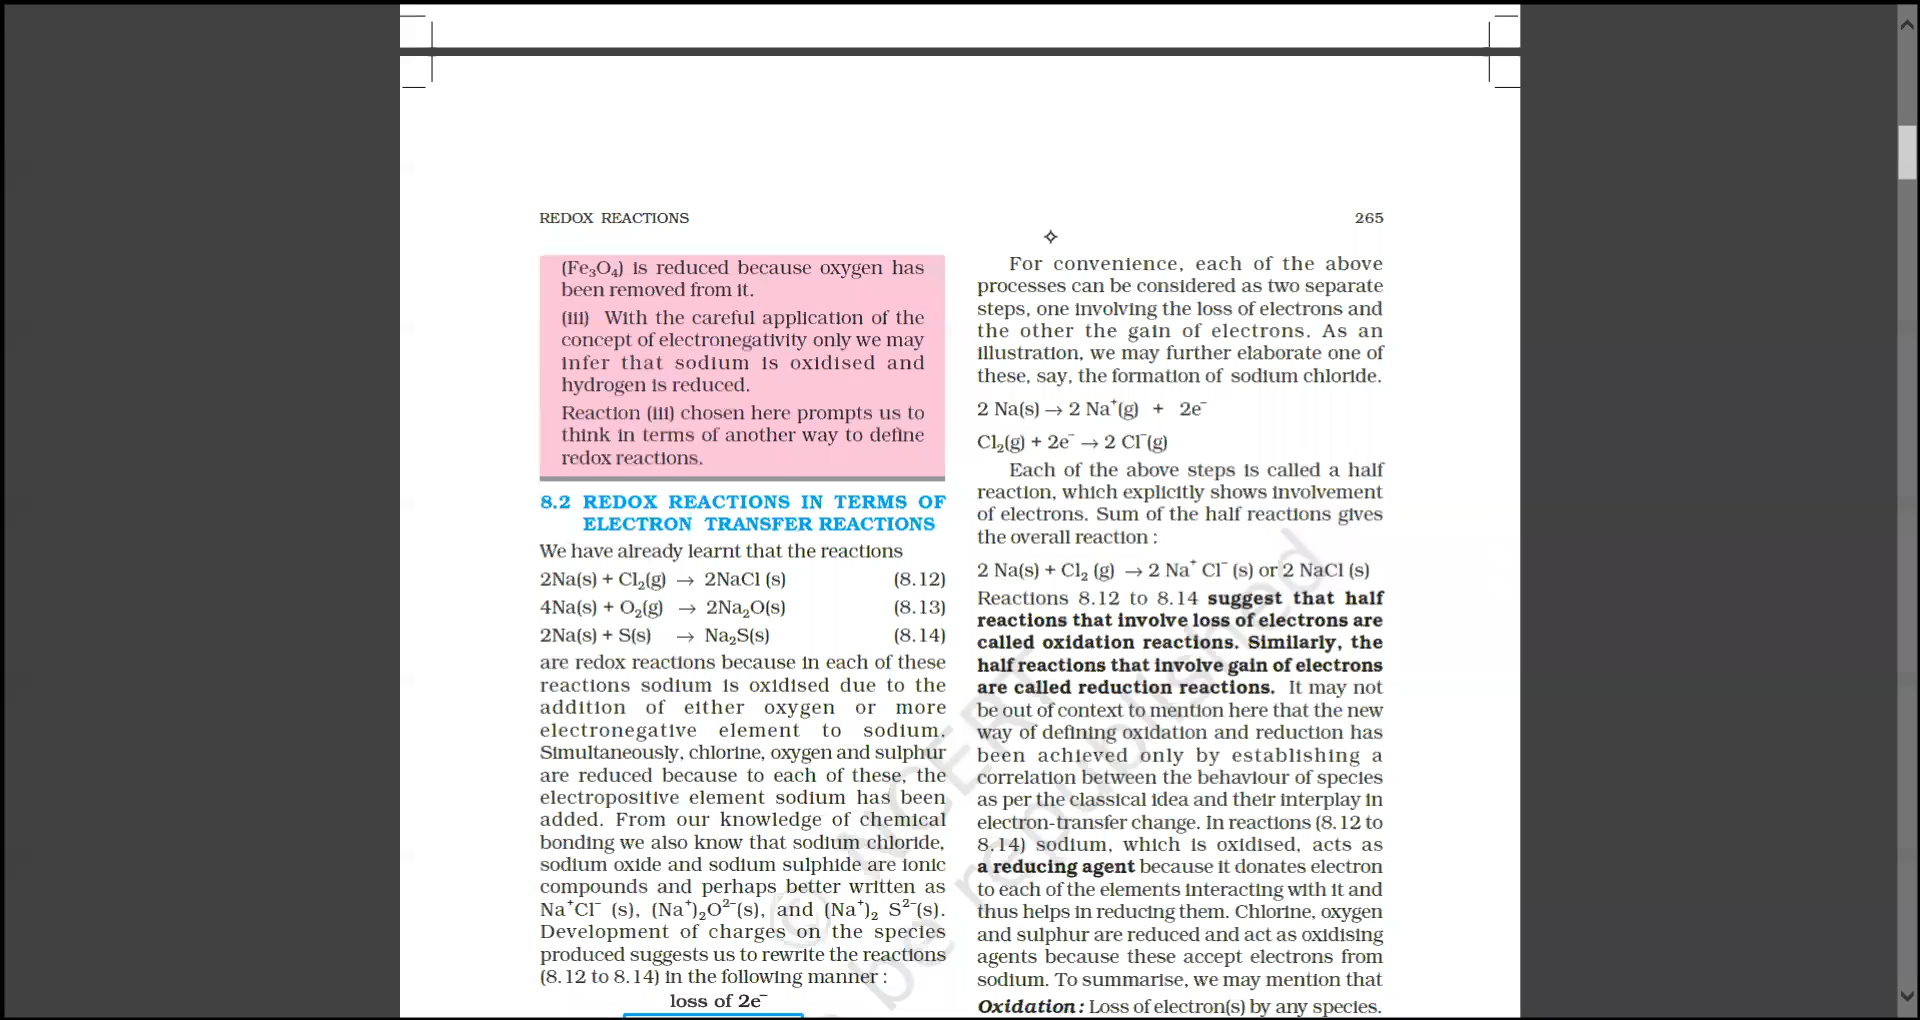 REDOX REACTIONS
265
(Fe₃O₄) is reduced because oxygen has
been removed from it.
(iii) With the careful application of the
concept of electronegativity only we may
infer that sodium is oxidised and
hydrogen is reduced.
Reaction (iii) chosen here prompts us to
think in terms of another way to define
redox reactions.
8.2 REDOX REACTIONS IN TERMS OF
ELECTRON TRANSFER REACTIONS
We have already learnt that the reactions
2Na(s) + Cl₂(g) → 2NaCl (s) (8.12)
4Na(s) + O₂(g) → 2Na₂O(s) (8.13)
2Na(s) + S(s) → Na₂S(s) (8.14)
are redox reactions because in each of these
reactions sodium is oxidised due to the
addition of either oxygen or more
electronegative element to sodium.
Simultaneously, chlorine, oxygen and sulphur
are reduced because to each of these, the
electropositive element sodium has been
added. From our knowledge of chemical
bonding we also know that sodium chloride,
sodium oxide and sodium sulphide are ionic
compounds and perhaps better written as
Na⁺Cl⁻ (s), (Na⁺)₂O²⁻(s), and (Na⁺)₂ S²⁻(s).
Development of charges on the species
produced suggests us to rewrite the reactions
(8.12 to 8.14) in the following manner :
loss of 2e⁻
For convenience, each of the above
processes can be considered as two separate
steps, one involving the loss of electrons and
the other the gain of electrons. As an
illustration, we may further elaborate one of
these, say, the formation of sodium chloride.
2 Na(s) → 2 Na⁺(g) + 2e⁻
Cl₂(g) + 2e⁻ → 2 Cl⁻(g)
Each of the above steps is called a half
reaction, which explicitly shows involvement
of electrons. Sum of the half reactions gives
the overall reaction :
2 Na(s) + Cl₂ (g) → 2 Na⁺ Cl⁻ (s) or 2 NaCl (s)
Reactions 8.12 to 8.14 suggest that half
reactions that involve loss of electrons are
called oxidation reactions. Similarly, the
half reactions that involve gain of electrons
are called reduction reactions. It may not
be out of context to mention here that the new
way of defining oxidation and reduction has
been achieved only by establishing a
correlation between the behaviour of species
as per the classical idea and their interplay in
electron-transfer change. In reactions (8.12 to
8.14) sodium, which is oxidised, acts as
a reducing agent because it donates electron
to each of the elements interacting with it and
thus helps in reducing them. Chlorine, oxygen
and sulphur are reduced and act as oxidising
agents because these accept electrons from
sodium. To summarise, we may mention that
Oxidation : Loss of electron(s) by any species.
© NCERT
be republished